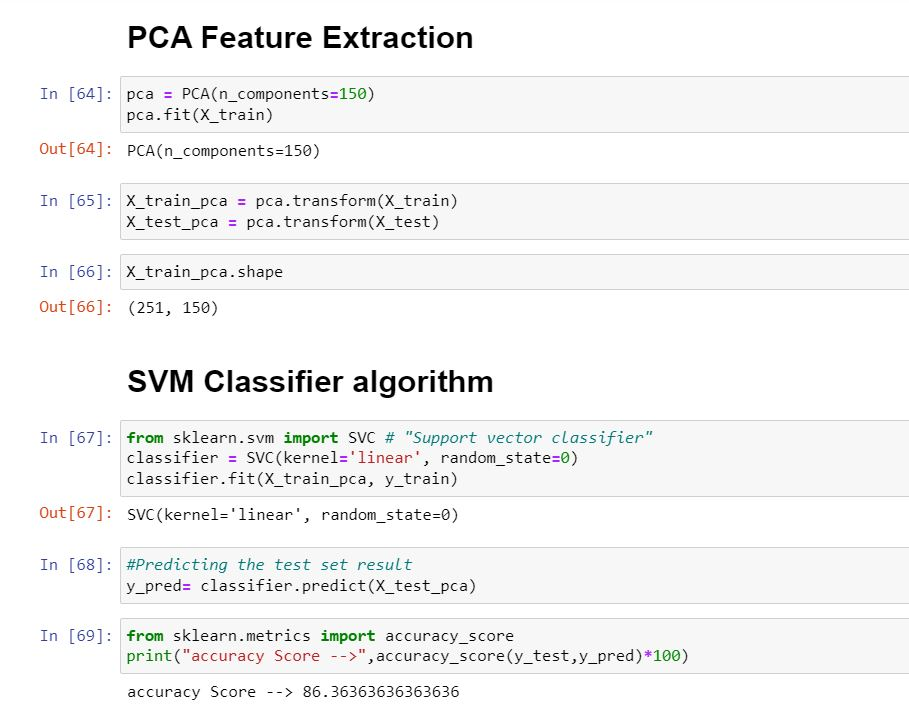 PCA Feature Extraction
In [64]: pca = PCA(n_components=150)
pca.fit(X_train)
Out[64]: PCA(n_components=150)
In [65]: X_train_pca = pca.transform(X_train)
X_test_pca = pca.transform(X_test)
In [66]: X_train_pca.shape
Out[66]: (251, 150)
SVM Classifier algorithm
In [67]: from sklearn.svm import SVC # "Support vector classifier"
classifier = SVC(kernel='linear', random_state=0)
classifier.fit(X_train_pca, y_train)
Out[67]: SVC(kernel='linear', random_state=0)
In [68]: #Predicting the test set result
y_pred= classifier.predict(X_test_pca)
In [69]: from sklearn.metrics import accuracy_score
print("accuracy Score -->",accuracy_score(y_test,y_pred)*100)
accuracy Score --> 86.36363636363636